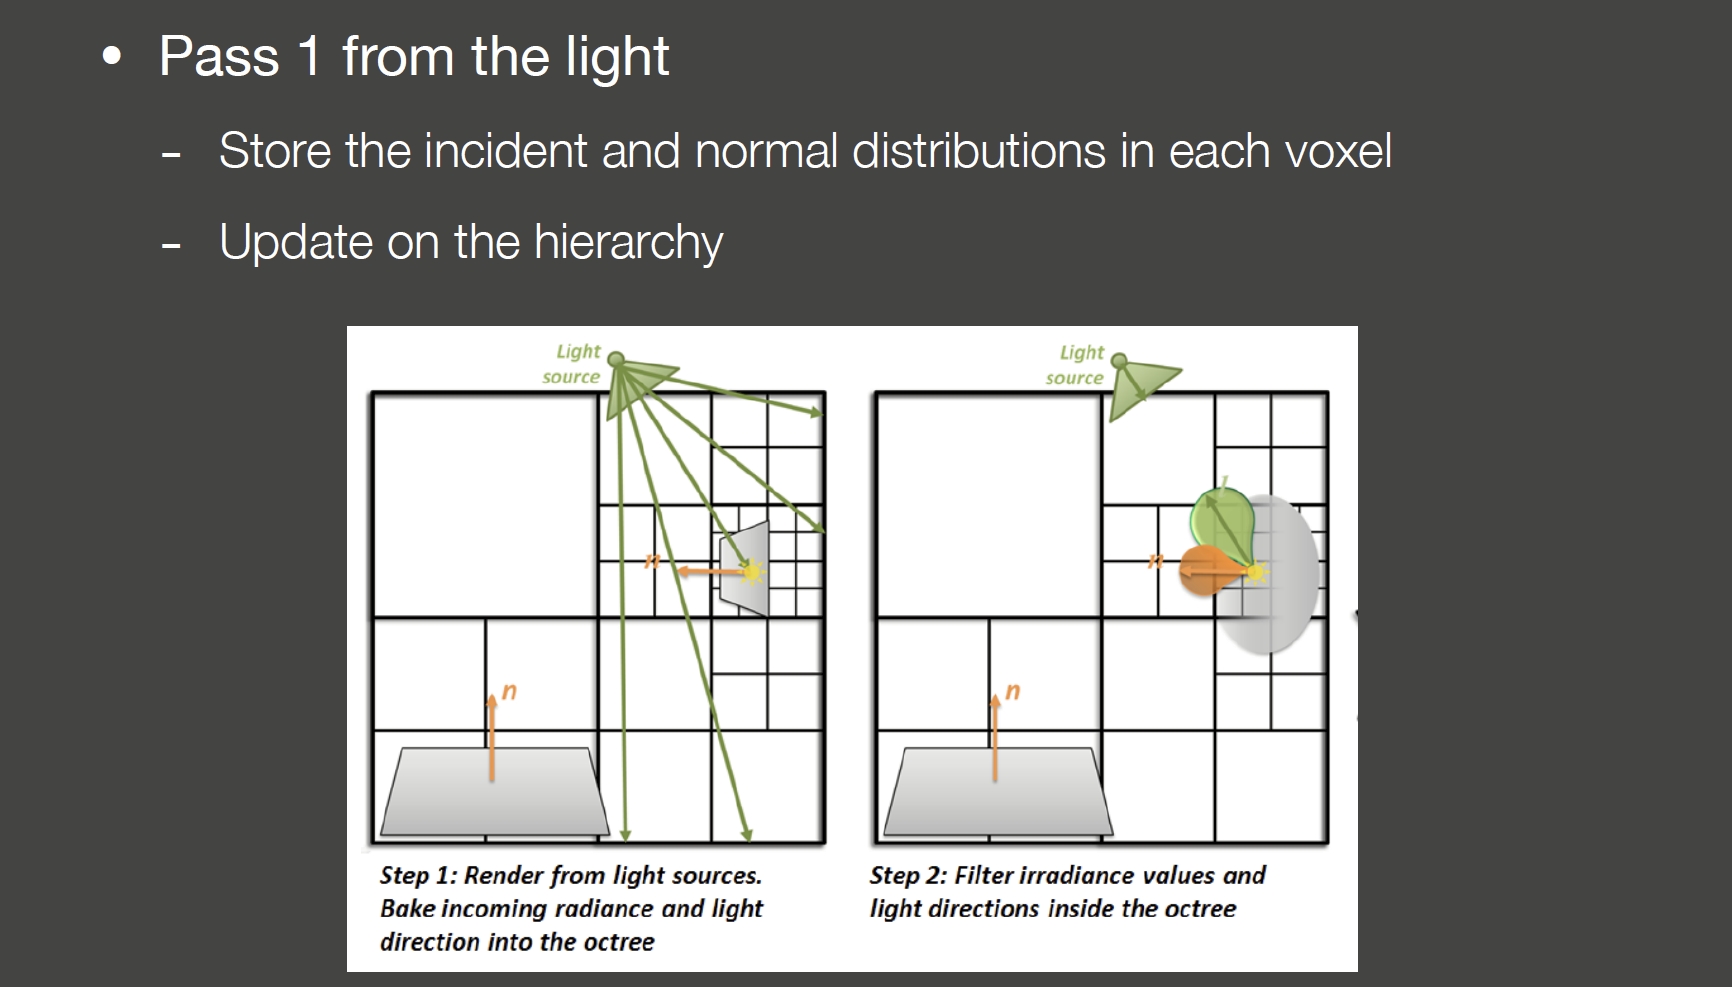 • Pass 1 from the light
- Store the incident and normal distributions in each voxel
- Update on the hierarchy
Light
source
n
n
Step 1: Render from light sources.
Bake incoming radiance and light
direction into the octree
Light
source
l
n
n
Step 2: Filter irradiance values and
light directions inside the octree